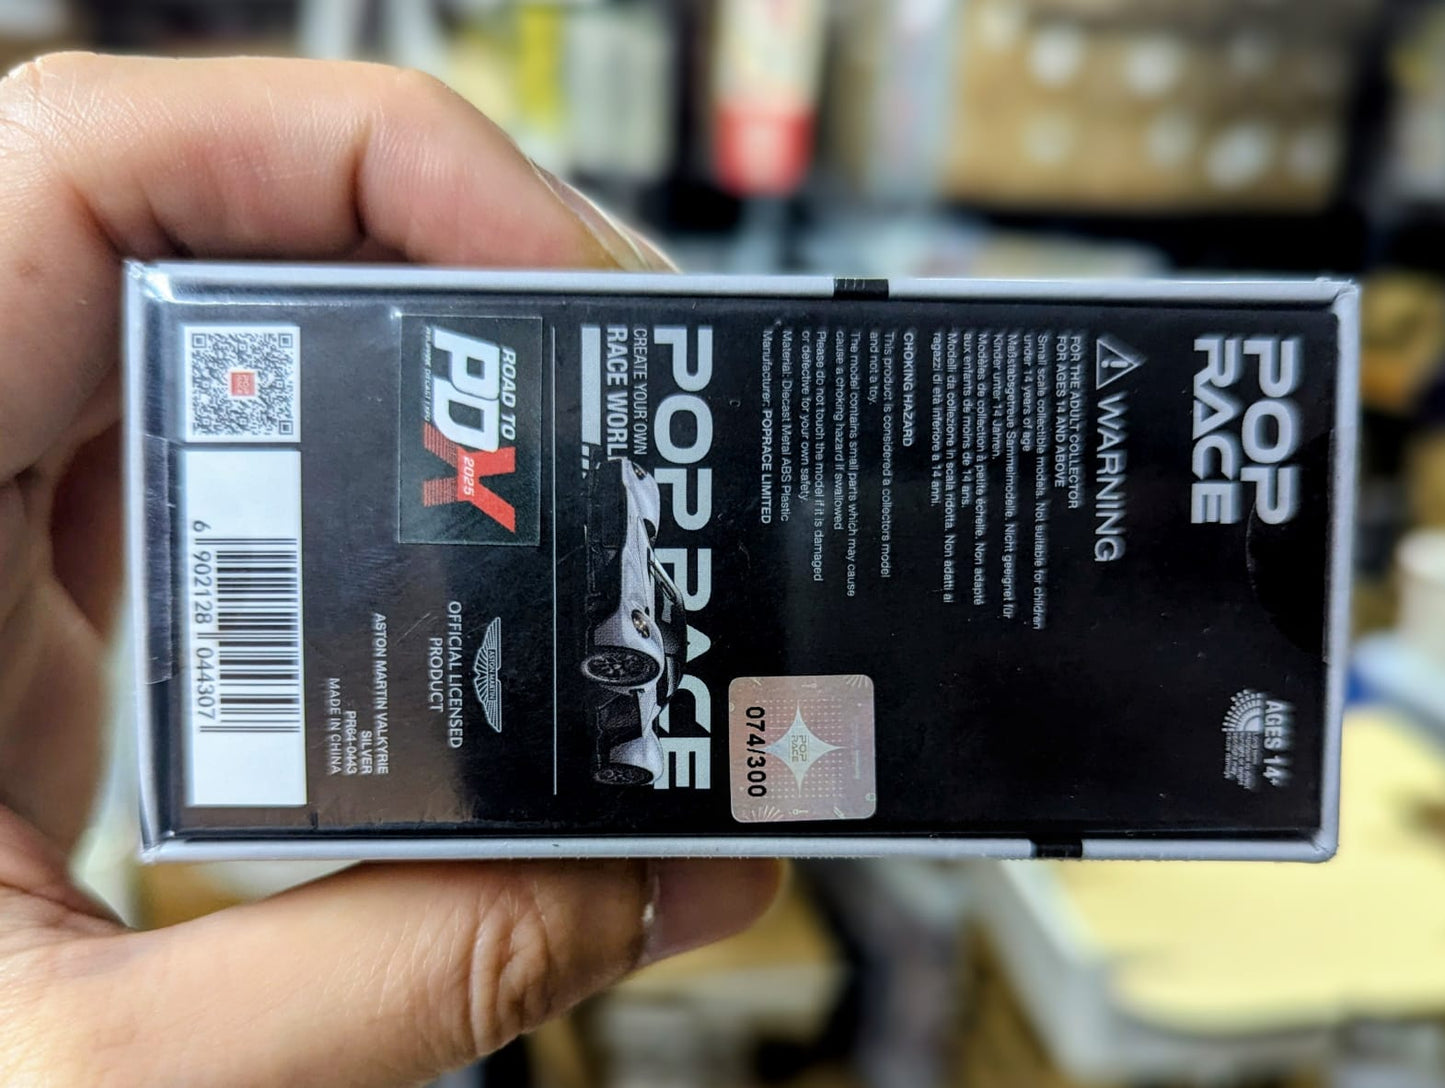 POP
RACE
AGES 14+
WARNING
FOR THE ADULT COLLECTOR
FOR AGES 14 AND ABOVE
Small scale collectible models. Not suitable for children
under 14 years of age
Maßstabsgetreue Sammelmodelle. Nicht geeignet für
Kinder unter 14 Jahren.
Modèles de collection à petite échelle. Non adapté
aux enfants de moins de 14 ans.
Modelli da collezione in scala ridotta. Non adatti ai
ragazzi di età inferiore a 14 anni.
CHOKING HAZARD
This product is considered a collectors model
and not a toy.
The model contains small parts which may cause
cause a choking hazard if swallowed
Please do not touch the model if it is damaged
or defective for your own safety.
Material: Diecast Metal ABS Plastic
Manufacturer: POPRACE LIMITED
POP
RACE
074/300
POP RACE
CREATE YOUR OWN
RACE WORL
ROAD TO
PDX
2025
ASTON MARTIN
OFFICIAL LICENSED
PRODUCT
ASTON MARTIN VALKYRIE
SILVER
PR64-0443
MADE IN CHINA
6 902128 044307